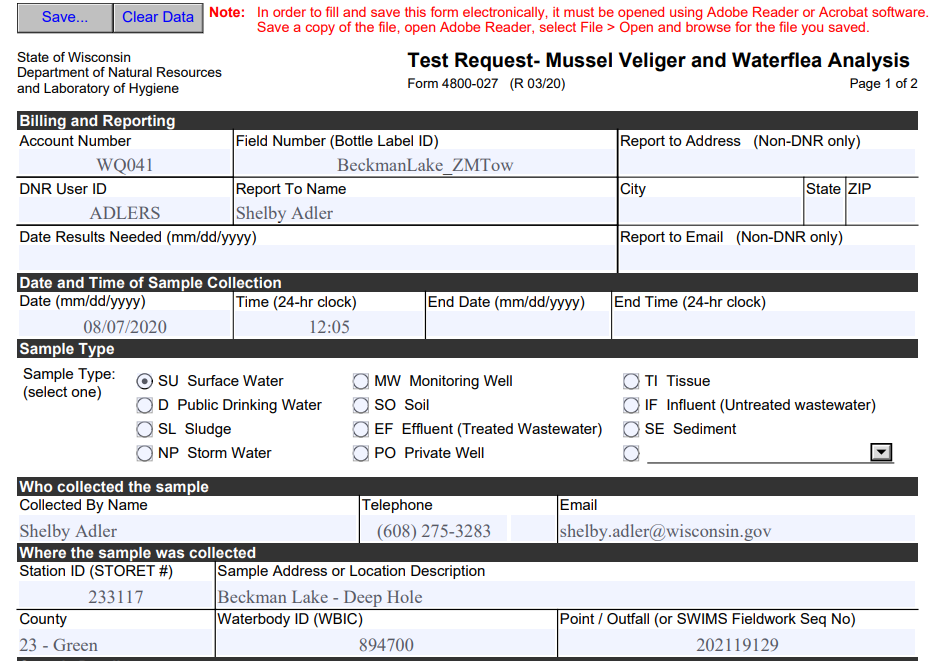 Save... Clear Data Note: In order to fill and save this form electronically, it must be opened using Adobe Reader or Acrobat software.
Save a copy of the file, open Adobe Reader, select File > Open and browse for the file you saved.
State of Wisconsin
Department of Natural Resources
and Laboratory of Hygiene
Test Request- Mussel Veliger and Waterflea Analysis
Form 4800-027 (R 03/20) Page 1 of 2
Billing and Reporting
Account Number Field Number (Bottle Label ID) Report to Address (Non-DNR only)
WQ041 BeckmanLake_ZMTow
DNR User ID Report To Name City State ZIP
ADLERS Shelby Adler
Date Results Needed (mm/dd/yyyy) Report to Email (Non-DNR only)
Date and Time of Sample Collection
Date (mm/dd/yyyy) Time (24-hr clock) End Date (mm/dd/yyyy) End Time (24-hr clock)
08/07/2020 12:05
Sample Type
Sample Type:
(select one)
SU Surface Water MW Monitoring Well TI Tissue
D Public Drinking Water SO Soil IF Influent (Untreated wastewater)
SL Sludge EF Effluent (Treated Wastewater) SE Sediment
NP Storm Water PO Private Well
Who collected the sample
Collected By Name Telephone Email
Shelby Adler (608) 275-3283 shelby.adler@wisconsin.gov
Where the sample was collected
Station ID (STORET #) Sample Address or Location Description
233117 Beckman Lake - Deep Hole
County Waterbody ID (WBIC) Point / Outfall (or SWIMS Fieldwork Seq No)
23 - Green 894700 202119129